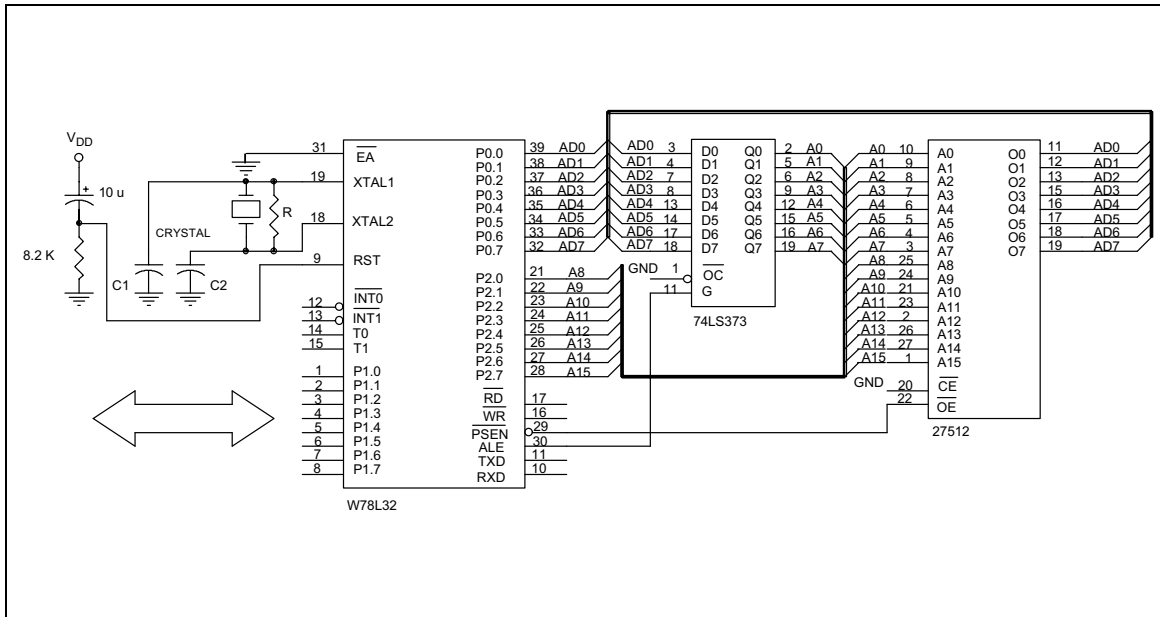 VDD
10 u
8.2 K
C1
CRYSTAL
C2
R
31 EA
19 XTAL1
18 XTAL2
9 RST
12 INT0
13 INT1
14 T0
15 T1
1 P1.0
2 P1.1
3 P1.2
4 P1.3
5 P1.4
6 P1.5
7 P1.6
8 P1.7
P0.0 39 AD0
P0.1 38 AD1
P0.2 37 AD2
P0.3 36 AD3
P0.4 35 AD4
P0.5 34 AD5
P0.6 33 AD6
P0.7 32 AD7
P2.0 21 A8
P2.1 22 A9
P2.2 23 A10
P2.3 24 A11
P2.4 25 A12
P2.5 26 A13
P2.6 27 A14
P2.7 28 A15
RD 17
WR 16
PSEN 29
ALE 30
TXD 11
RXD 10
W78L32
AD0 3 D0 Q0 2 A0
AD1 4 D1 Q1 5 A1
AD2 7 D2 Q2 6 A2
AD3 8 D3 Q3 9 A3
AD4 13 D4 Q4 12 A4
AD5 14 D5 Q5 15 A5
AD6 17 D6 Q6 16 A6
AD7 18 D7 Q7 19 A7
GND 1 OC
11 G
74LS373
A0 10 A0 O0 11 AD0
A1 9 A1 O1 12 AD1
A2 8 A2 O2 13 AD2
A3 7 A3 O3 15 AD3
A4 6 A4 O4 16 AD4
A5 5 A5 O5 17 AD5
A6 4 A6 O6 18 AD6
A7 3 A7 O7 19 AD7
A8 25 A8
A9 24 A9
A10 21 A10
A11 23 A11
A12 2 A12
A13 26 A13
A14 27 A14
A15 1 A15
GND 20 CE
22 OE
27512